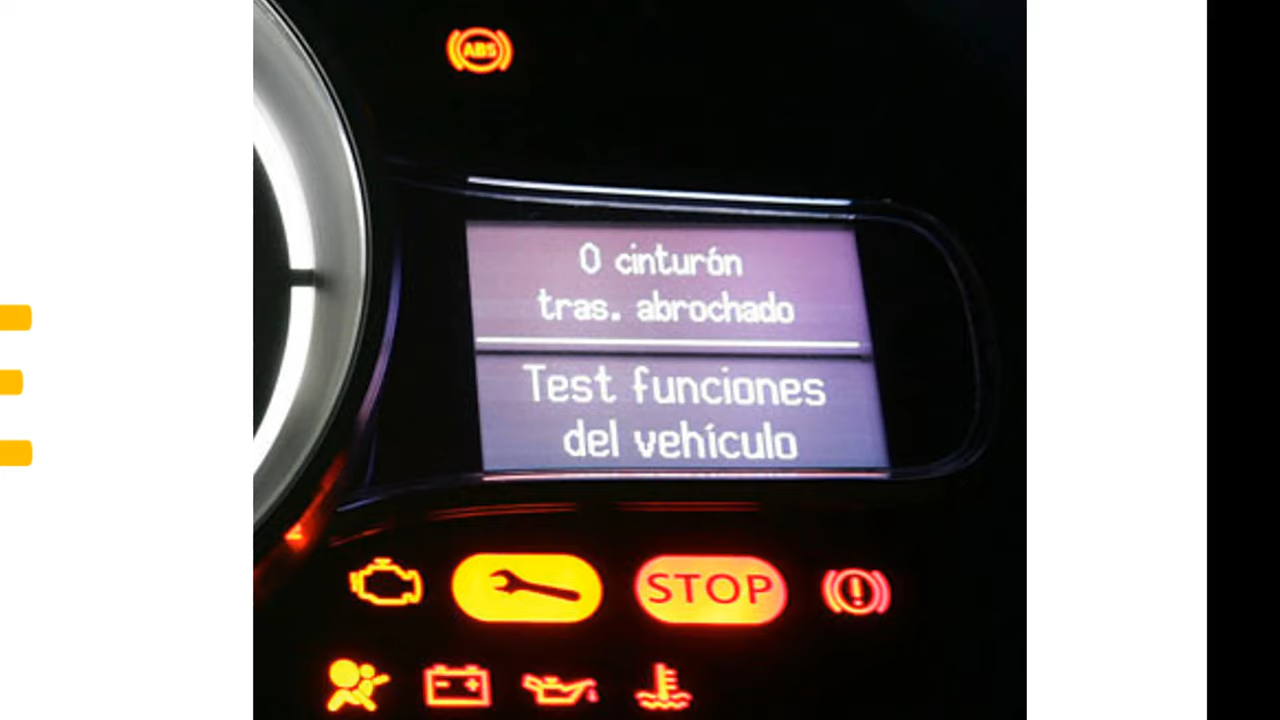 ABS
0 cinturón
tras. abrochado
Test funciones
del vehículo
STOP